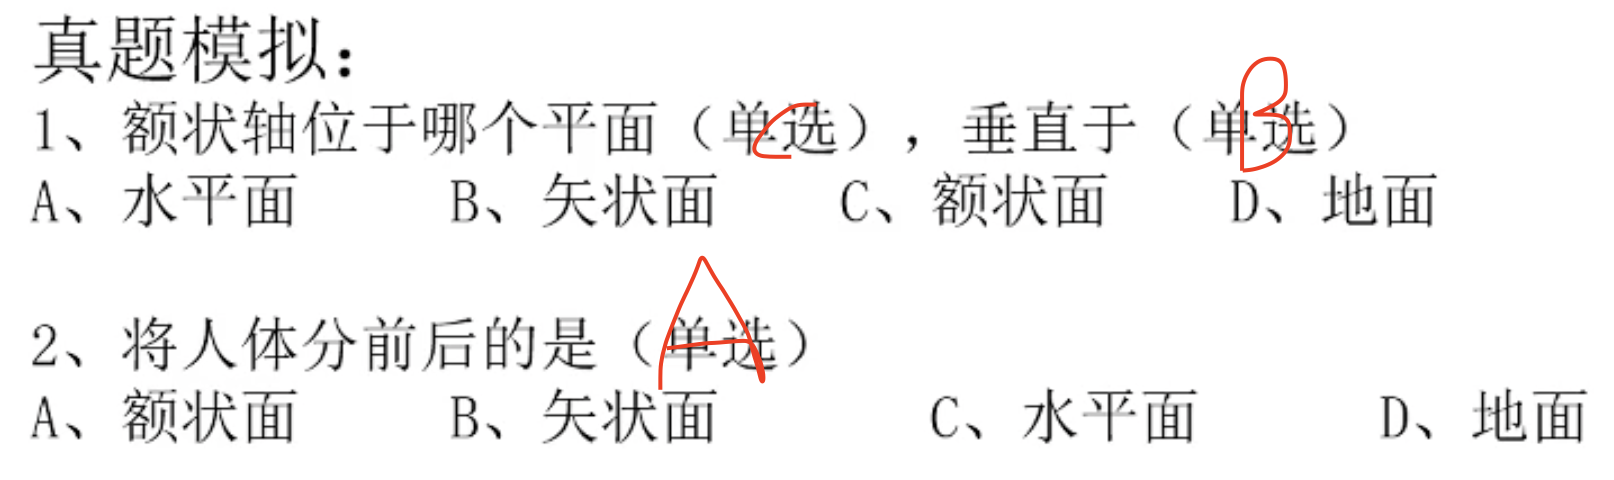 真题模拟：
1、额状轴位于哪个平面（单选），垂直于（单选）
C B
A、水平面 B、矢状面 C、额状面 D、地面
2、将人体分前后的是（单选）
A
A、额状面 B、矢状面 C、水平面 D、地面